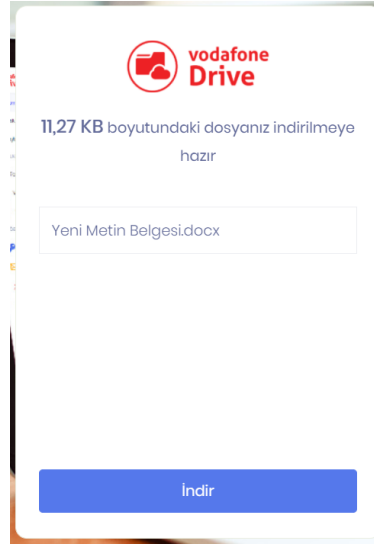 vodafone
Drive
11,27 KB boyutundaki dosyanız indirilmeye
hazır
Yeni Metin Belgesi.docx
İndir